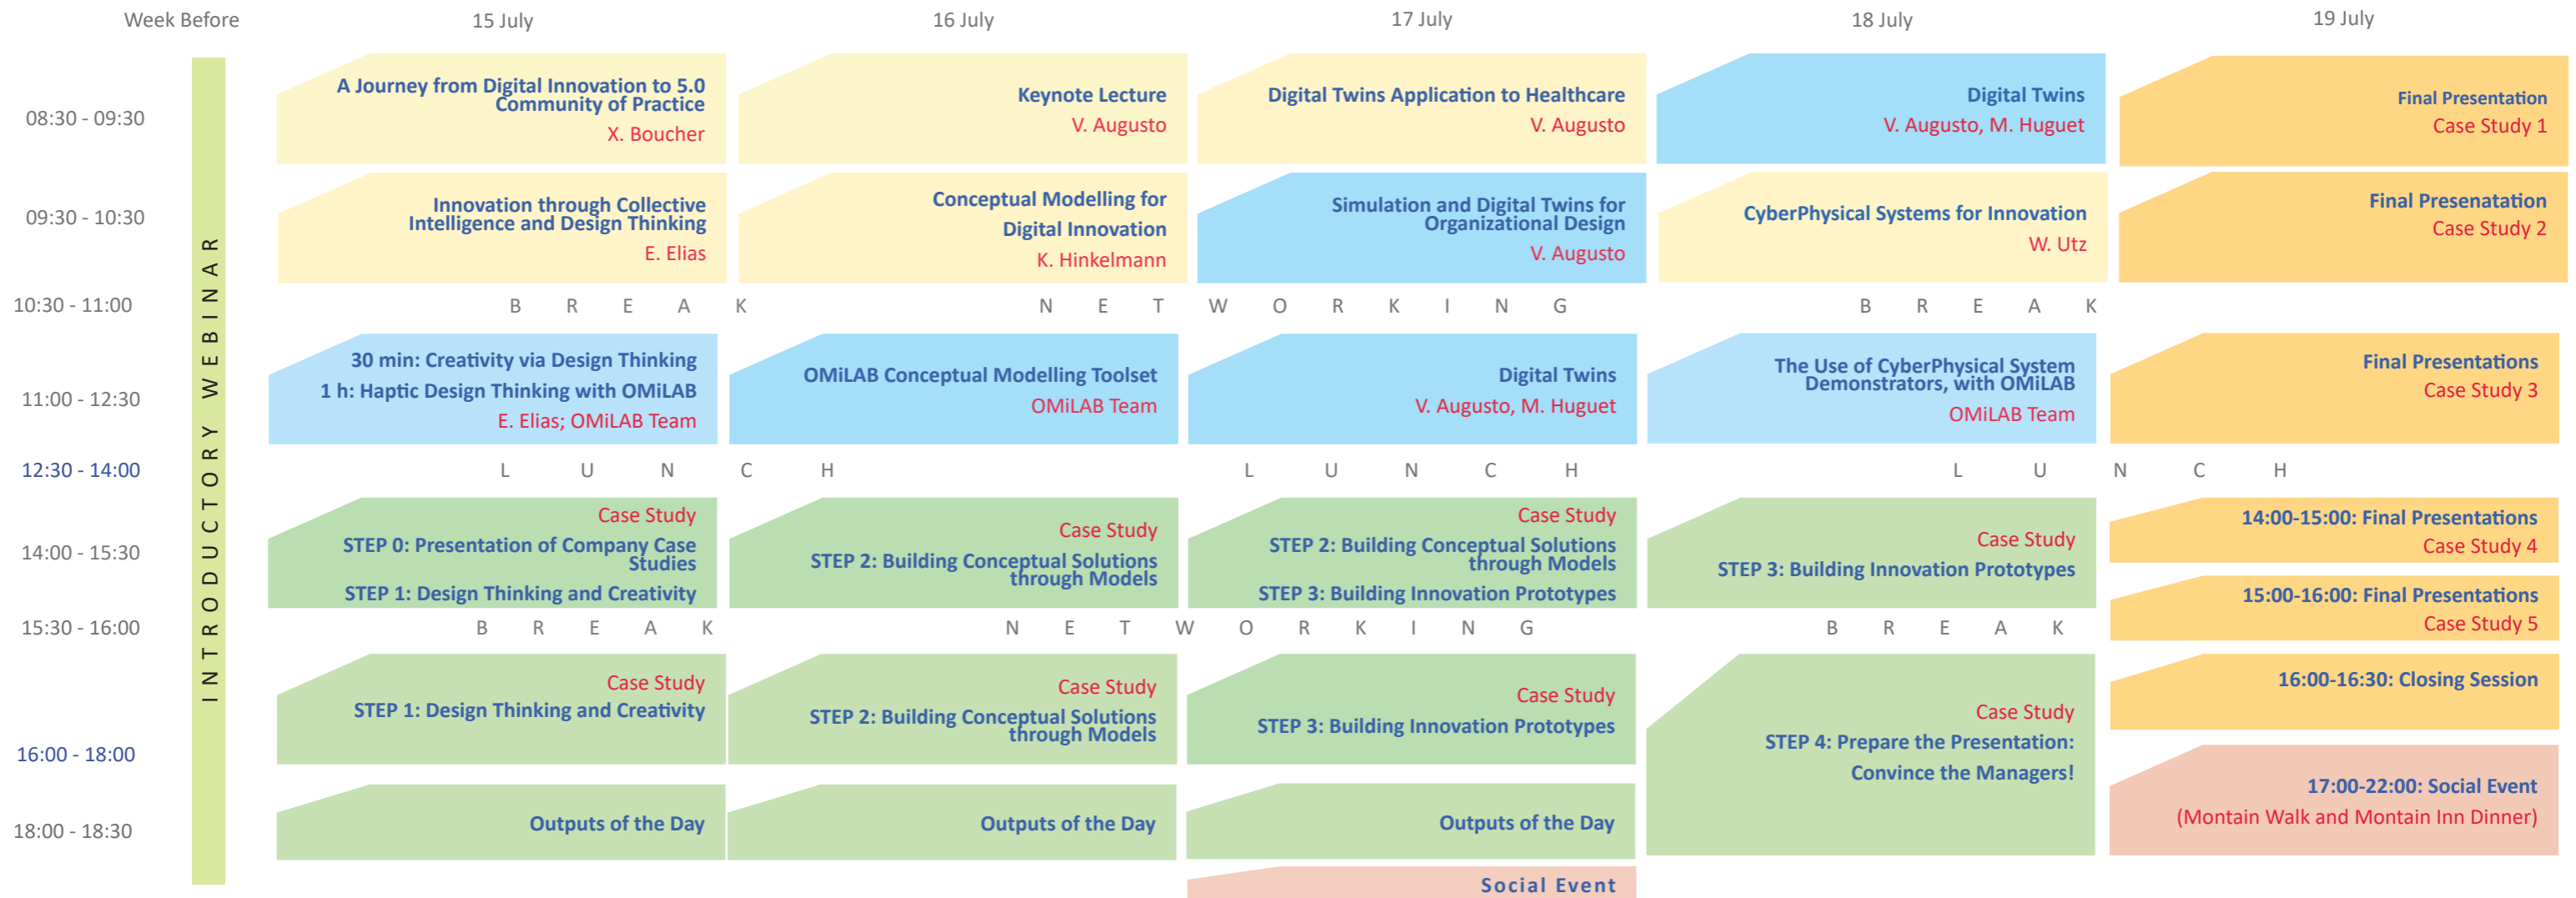 Week Before
15 July
16 July
17 July
18 July
19 July
INTRODUCTORY WEBINAR
08:30 - 09:30
A Journey from Digital Innovation to 5.0
Community of Practice
X. Boucher
Keynote Lecture
V. Augusto
Digital Twins Application to Healthcare
V. Augusto
Digital Twins
V. Augusto, M. Huguet
Final Presentation
Case Study 1
09:30 - 10:30
Innovation through Collective
Intelligence and Design Thinking
E. Elias
Conceptual Modelling for
Digital Innovation
K. Hinkelmann
Simulation and Digital Twins for
Organizational Design
V. Augusto
CyberPhysical Systems for Innovation
W. Utz
Final Presenatation
Case Study 2
10:30 - 11:00
BREAK NETWORKING BREAK
11:00 - 12:30
30 min: Creativity via Design Thinking
1 h: Haptic Design Thinking with OMiLAB
E. Elias; OMiLAB Team
OMiLAB Conceptual Modelling Toolset
OMiLAB Team
Digital Twins
V. Augusto, M. Huguet
The Use of CyberPhysical System
Demonstrators, with OMiLAB
OMiLAB Team
Final Presentations
Case Study 3
12:30 - 14:00
LUNCH LUNCH LUNCH
14:00 - 15:30
Case Study
STEP 0: Presentation of Company Case
Studies
STEP 1: Design Thinking and Creativity
Case Study
STEP 2: Building Conceptual Solutions
through Models
Case Study
STEP 2: Building Conceptual Solutions
through Models
STEP 3: Building Innovation Prototypes
Case Study
STEP 3: Building Innovation Prototypes
14:00-15:00: Final Presentations
Case Study 4
15:00-16:00: Final Presentations
Case Study 5
15:30 - 16:00
BREAK NETWORKING BREAK
16:00 - 18:00
Case Study
STEP 1: Design Thinking and Creativity
Case Study
STEP 2: Building Conceptual Solutions
through Models
Case Study
STEP 3: Building Innovation Prototypes
Case Study
STEP 4: Prepare the Presentation:
Convince the Managers!
16:00-16:30: Closing Session
17:00-22:00: Social Event
(Montain Walk and Montain Inn Dinner)
18:00 - 18:30
Outputs of the Day
Outputs of the Day
Outputs of the Day
Social Event